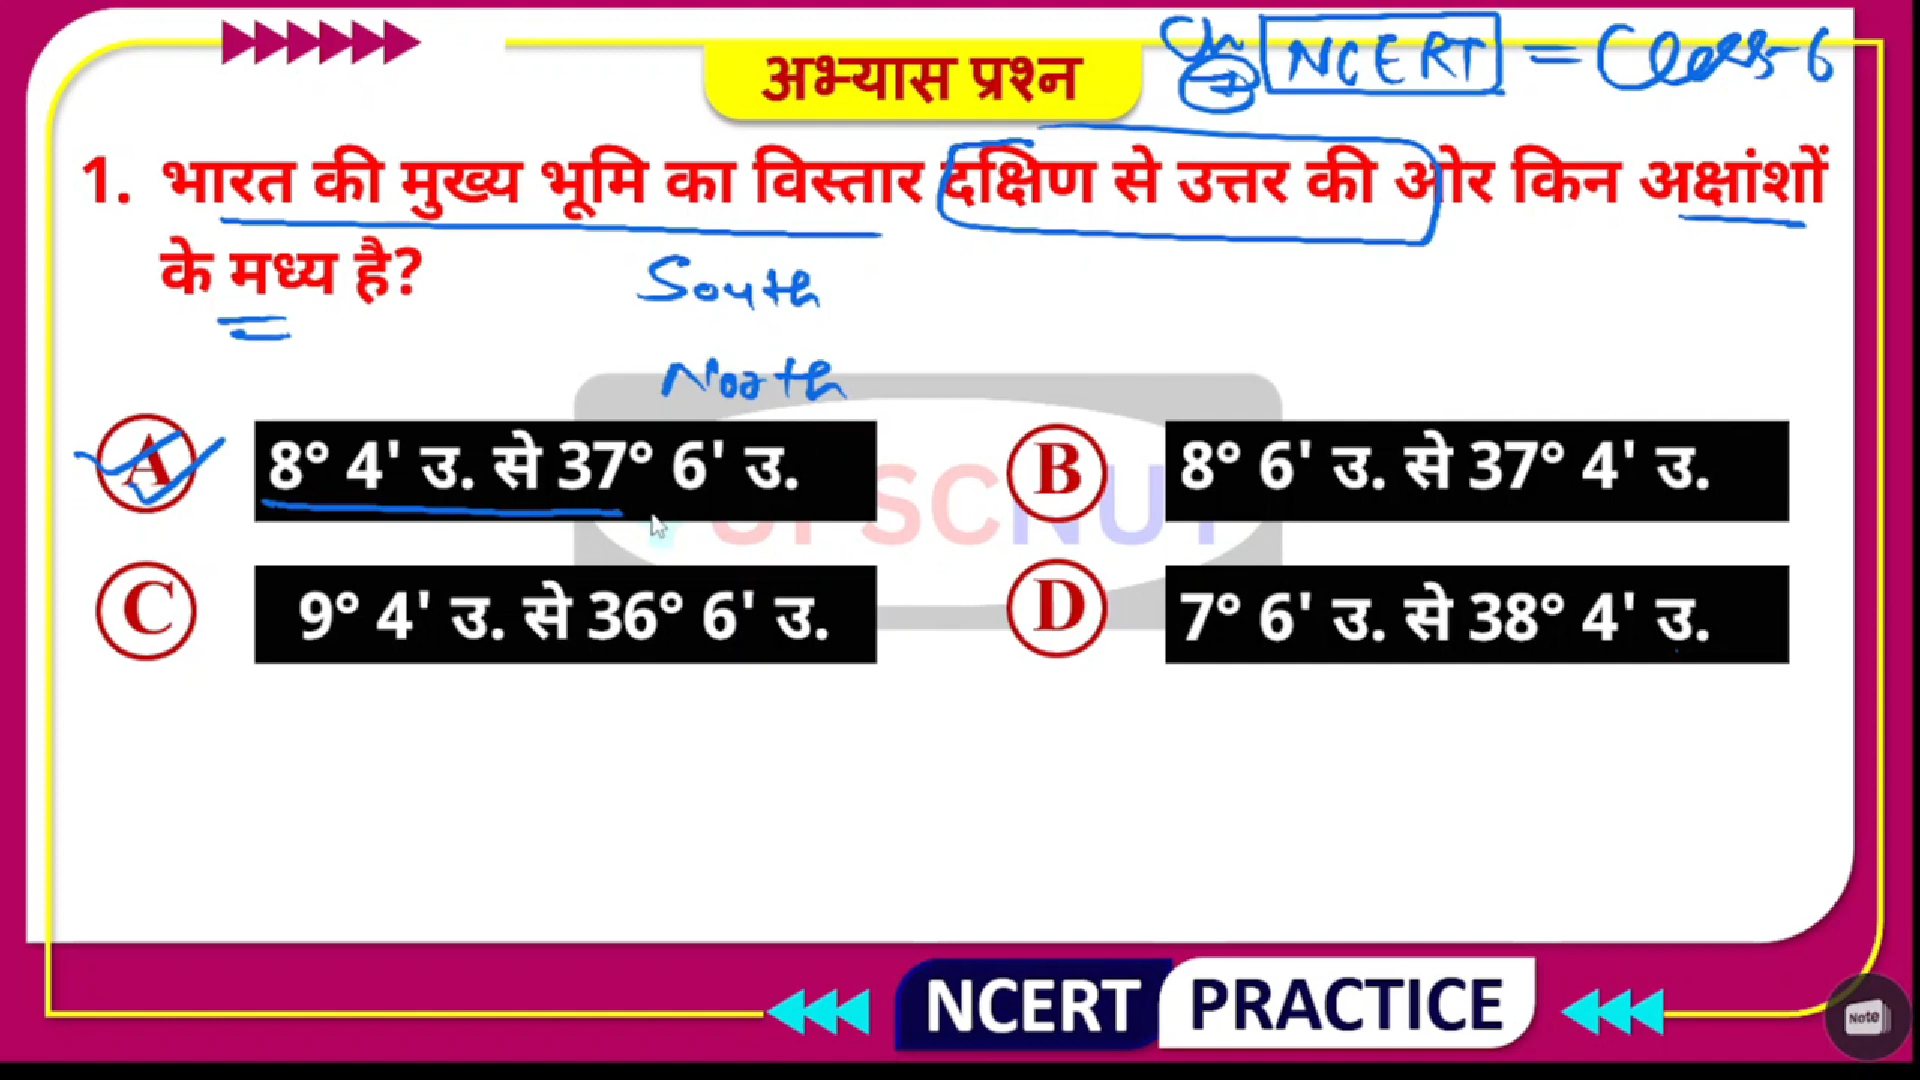 अभ्यास प्रश्न
NCERT = Class-6
1. भारत की मुख्य भूमि का विस्तार दक्षिण से उत्तर की ओर किन अक्षांशों
के मध्य है?
South
North
A 8° 4' उ. से 37° 6' उ.
B 8° 6' उ. से 37° 4' उ.
C 9° 4' उ. से 36° 6' उ.
D 7° 6' उ. से 38° 4' उ.
NCERT PRACTICE
Note